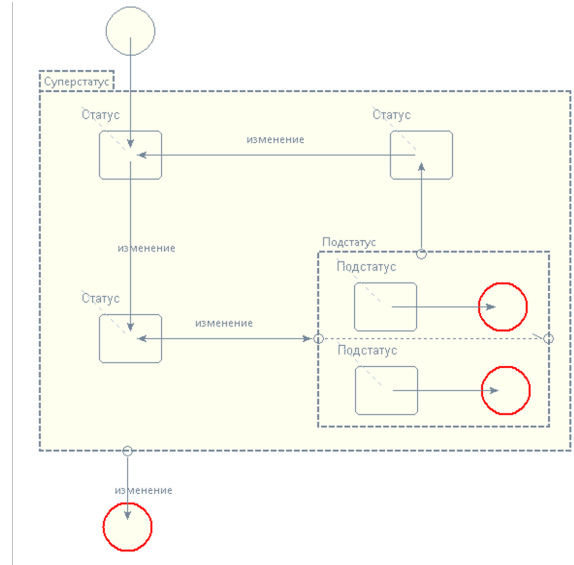 Суперстатус
Статус
Статус
изменение
изменение
Подстатус
Подстатус
Статус
изменение
Подстатус
изменение